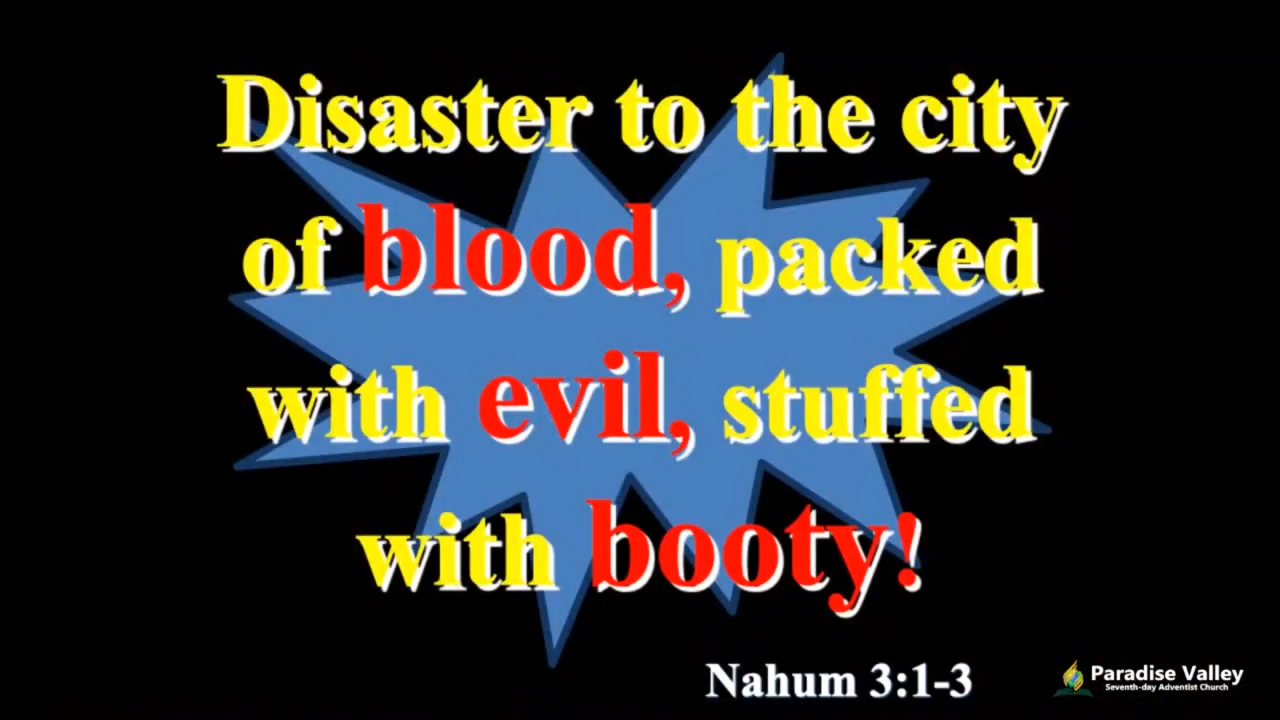 Disaster to the city
of blood, packed
with evil, stuffed
with booty!
Nahum 3:1-3
Paradise Valley
Seventh-day Adventist Church